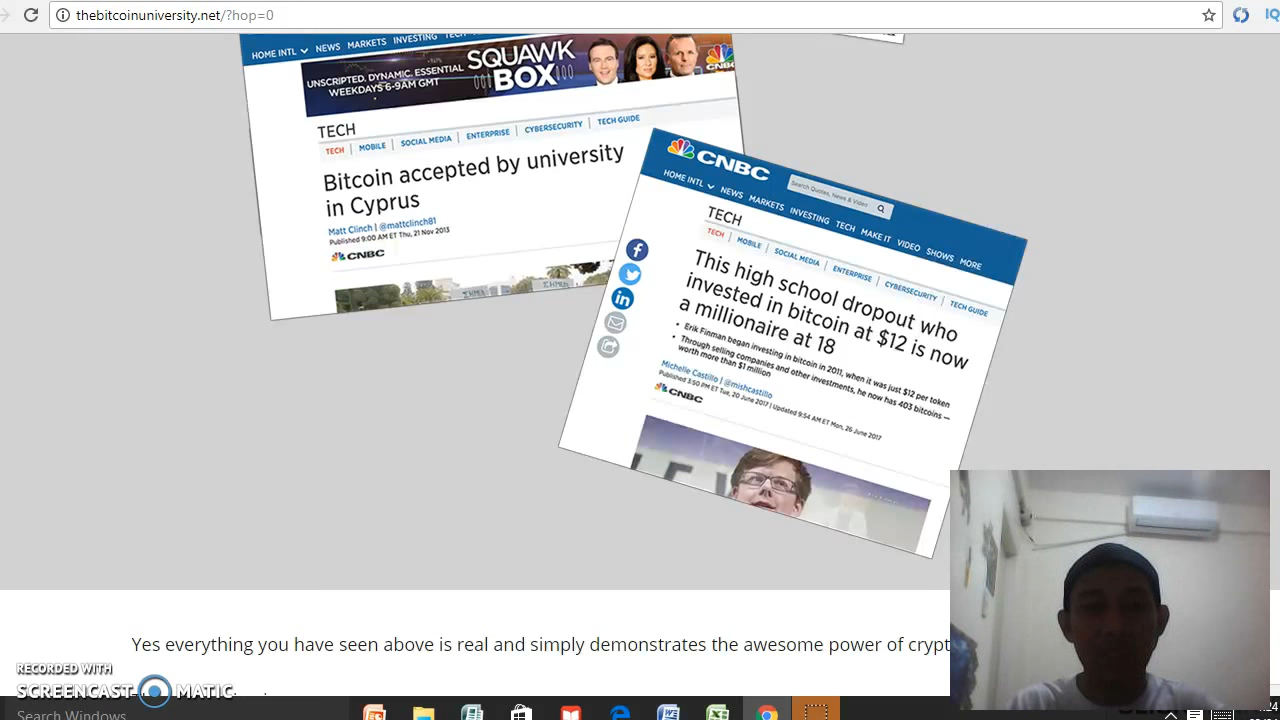 thebitcoinuniversity.net/?hop=0
HOME INTL NEWS MARKETS INVESTING
UNSCRIPTED. DYNAMIC. ESSENTIAL
WEEKDAYS 6-9AM GMT
SQUAWK
BOX
CNBC
TECH
TECH MOBILE SOCIAL MEDIA ENTERPRISE CYBERSECURITY TECH GUIDE
Bitcoin accepted by university
in Cyprus
Matt Clinch | @mattclinch81
Published 9:00 AM ET Thu, 21 Nov 2013
CNBC
CNBC
Search Quotes, News & Video
HOME INTL NEWS MARKETS INVESTING TECH MAKE IT VIDEO SHOWS MORE
TECH
TECH MOBILE SOCIAL MEDIA ENTERPRISE CYBERSECURITY TECH GUIDE
This high school dropout who
invested in bitcoin at $12 is now
a millionaire at 18
• Erik Finman began investing in bitcoin in 2011, when it was just $12 per token
• Through selling companies and other investments, he now has 403 bitcoins —
worth more than $1 million
Michelle Castillo | @mishcastillo
Published 3:50 PM ET Tue, 20 June 2017 | Updated 9:54 AM ET Mon, 26 June 2017
CNBC
Yes everything you have seen above is real and simply demonstrates the awesome power of crypt
RECORDED WITH
SCREENCAST MATIC
Search Windows